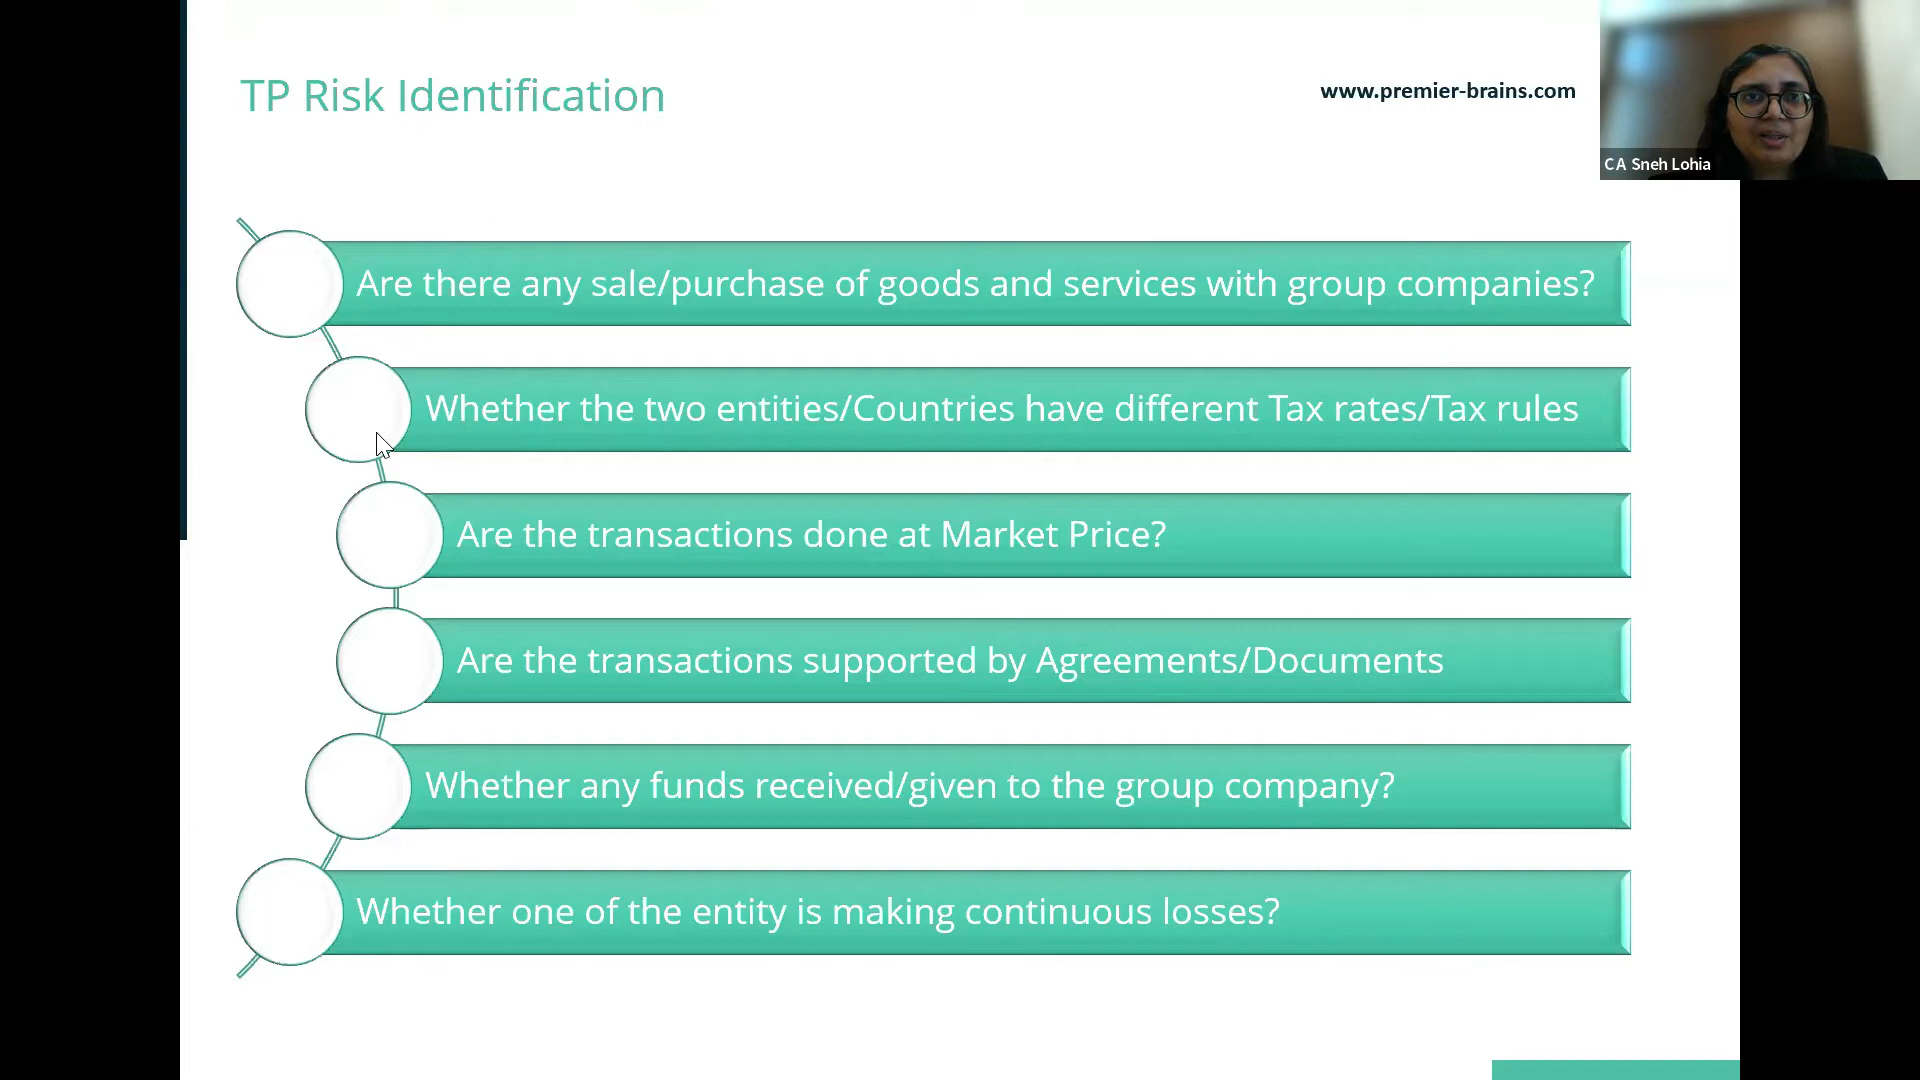 TP Risk Identification
www.premier-brains.com
CA Sneh Lohia
Are there any sale/purchase of goods and services with group companies?
Whether the two entities/Countries have different Tax rates/Tax rules
Are the transactions done at Market Price?
Are the transactions supported by Agreements/Documents
Whether any funds received/given to the group company?
Whether one of the entity is making continuous losses?